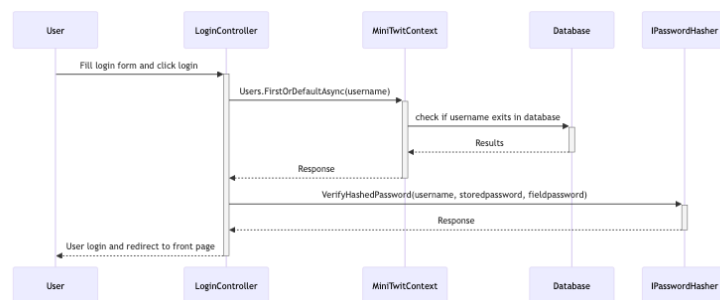 User
LoginController
MiniTwitContext
Database
IPasswordHasher
Fill login form and click login
Users.FirstOrDefaultAsync(username)
check if username exits in database
Results
Response
VerifyHashedPassword(username, storedpassword, fieldpassword)
Response
User login and redirect to front page
User
LoginController
MiniTwitContext
Database
IPasswordHasher